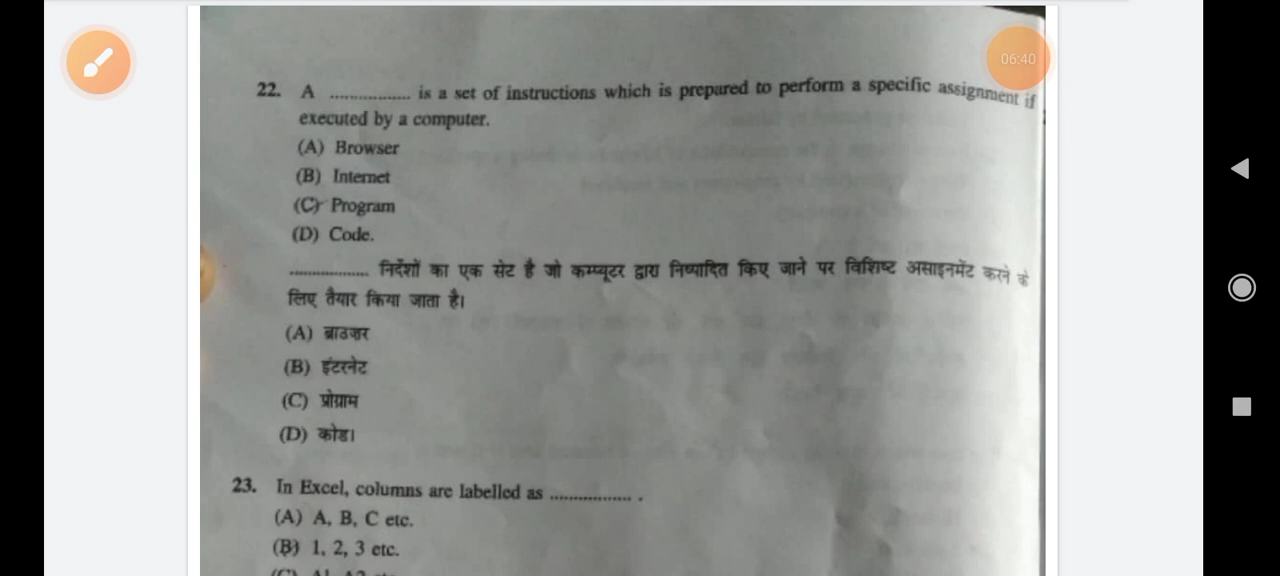 06:40
22. A ................ is a set of instructions which is prepared to perform a specific assignment if
executed by a computer.
(A) Browser
(B) Internet
(C) Program
(D) Code.
................ निर्देशों का एक सेट है जो कम्प्यूटर द्वारा निष्पादित किए जाने पर विशिष्ट असाइनमेंट करने के
लिए तैयार किया जाता है।
(A) ब्राउज़र
(B) इंटरनेट
(C) प्रोग्राम
(D) कोड।
23. In Excel, columns are labelled as ................ .
(A) A, B, C etc.
(B) 1, 2, 3 etc.